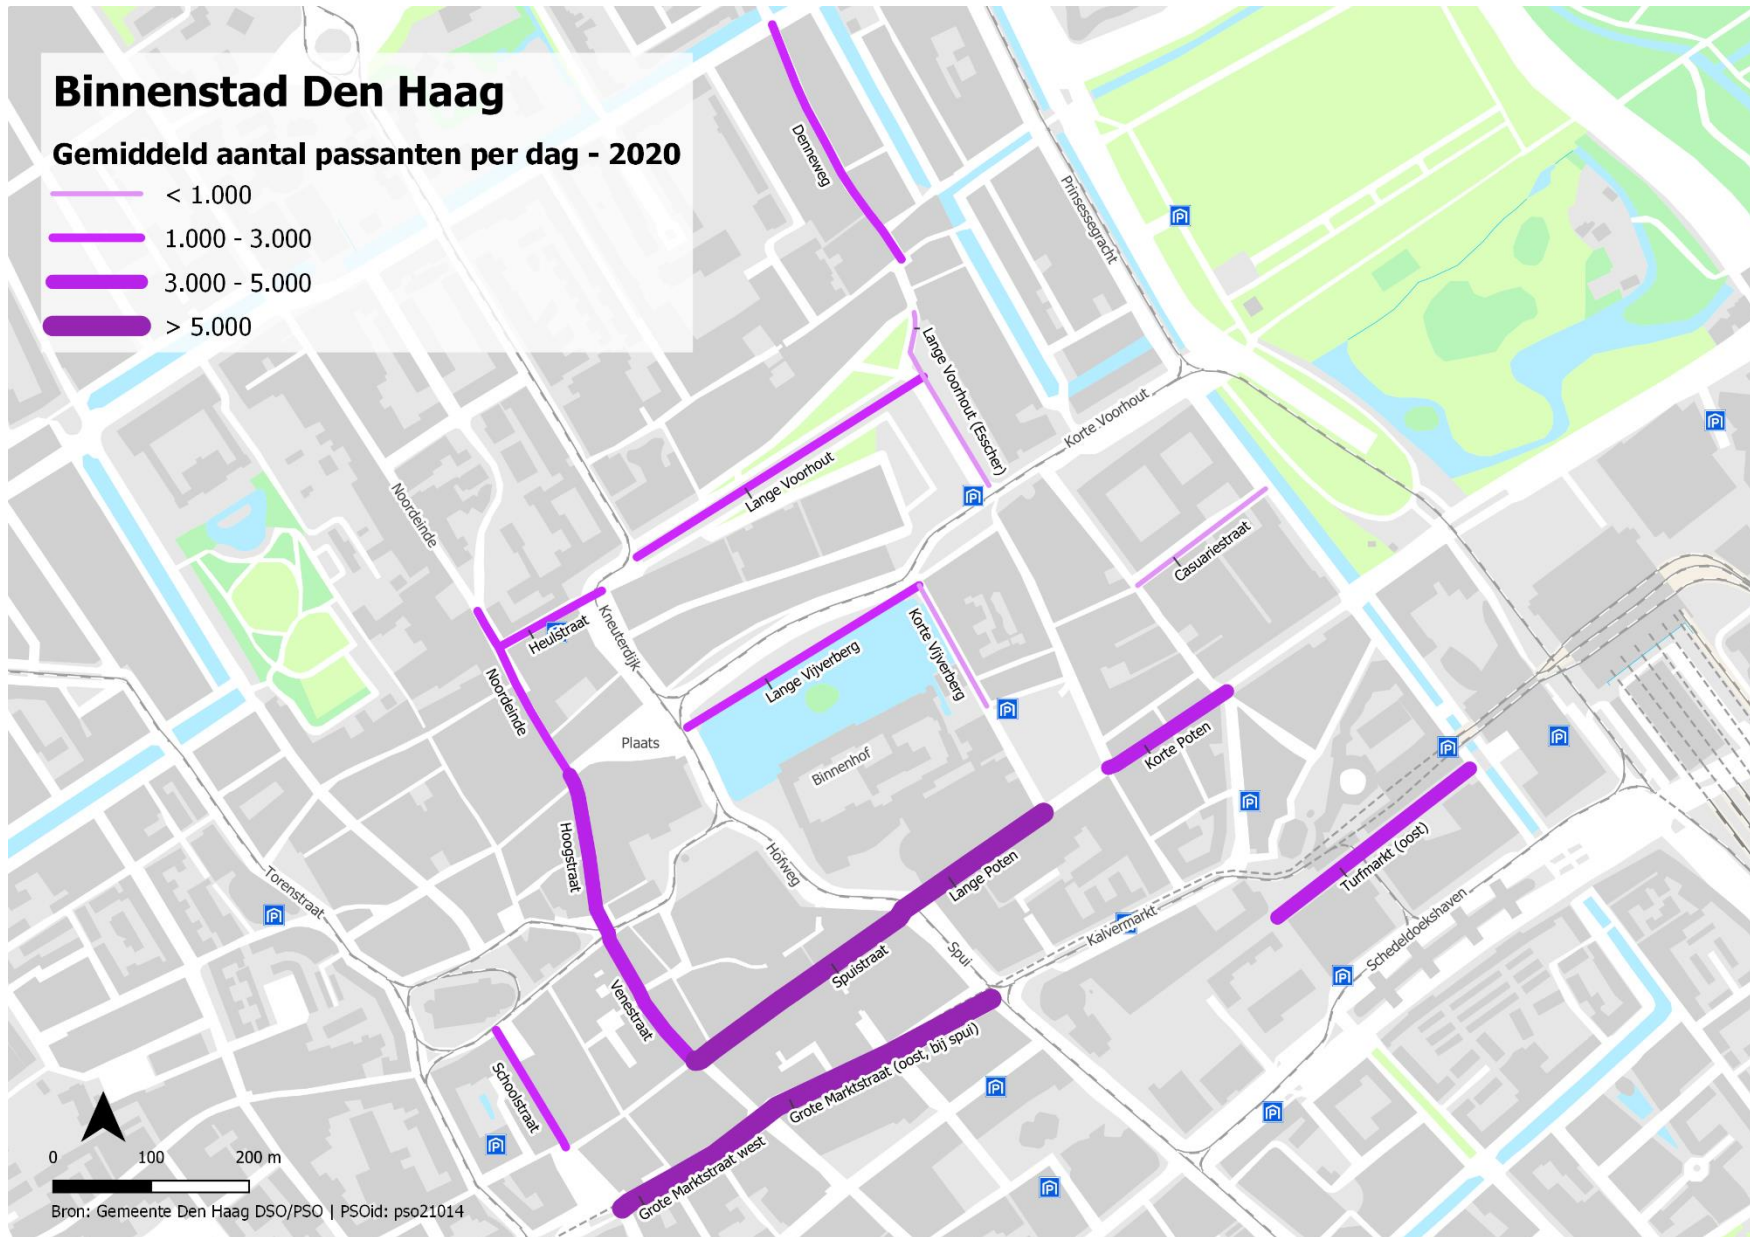 Binnenstad Den Haag
Gemiddeld aantal passanten per dag - 2020
< 1.000
1.000 - 3.000
3.000 - 5.000
> 5.000
Denneweg
Prinsessegracht
Lange Voorhout (Esscher)
Korte Voorhout
Lange Voorhout
Noordeinde
Casuariestraat
Heulstraat
Kneuterdijk
Korte Vijverberg
Lange Vijverberg
Noordeinde
Plaats
Binnenhof
Korte Poten
Hoogstraat
Hofweg
Lange Poten
Turfmarkt (oost)
Torenstraat
Kalvermarkt
Schedeldoekshaven
Spui
Spuistraat
Venestraat
Schoolstraat
Grote Marktstraat (oost, bij spui)
Grote Marktstraat west
P
P
P
P
P
P
P
P
P
P
P
P
P
0 100 200 m
Bron: Gemeente Den Haag DSO/PSO | PSOid: pso21014